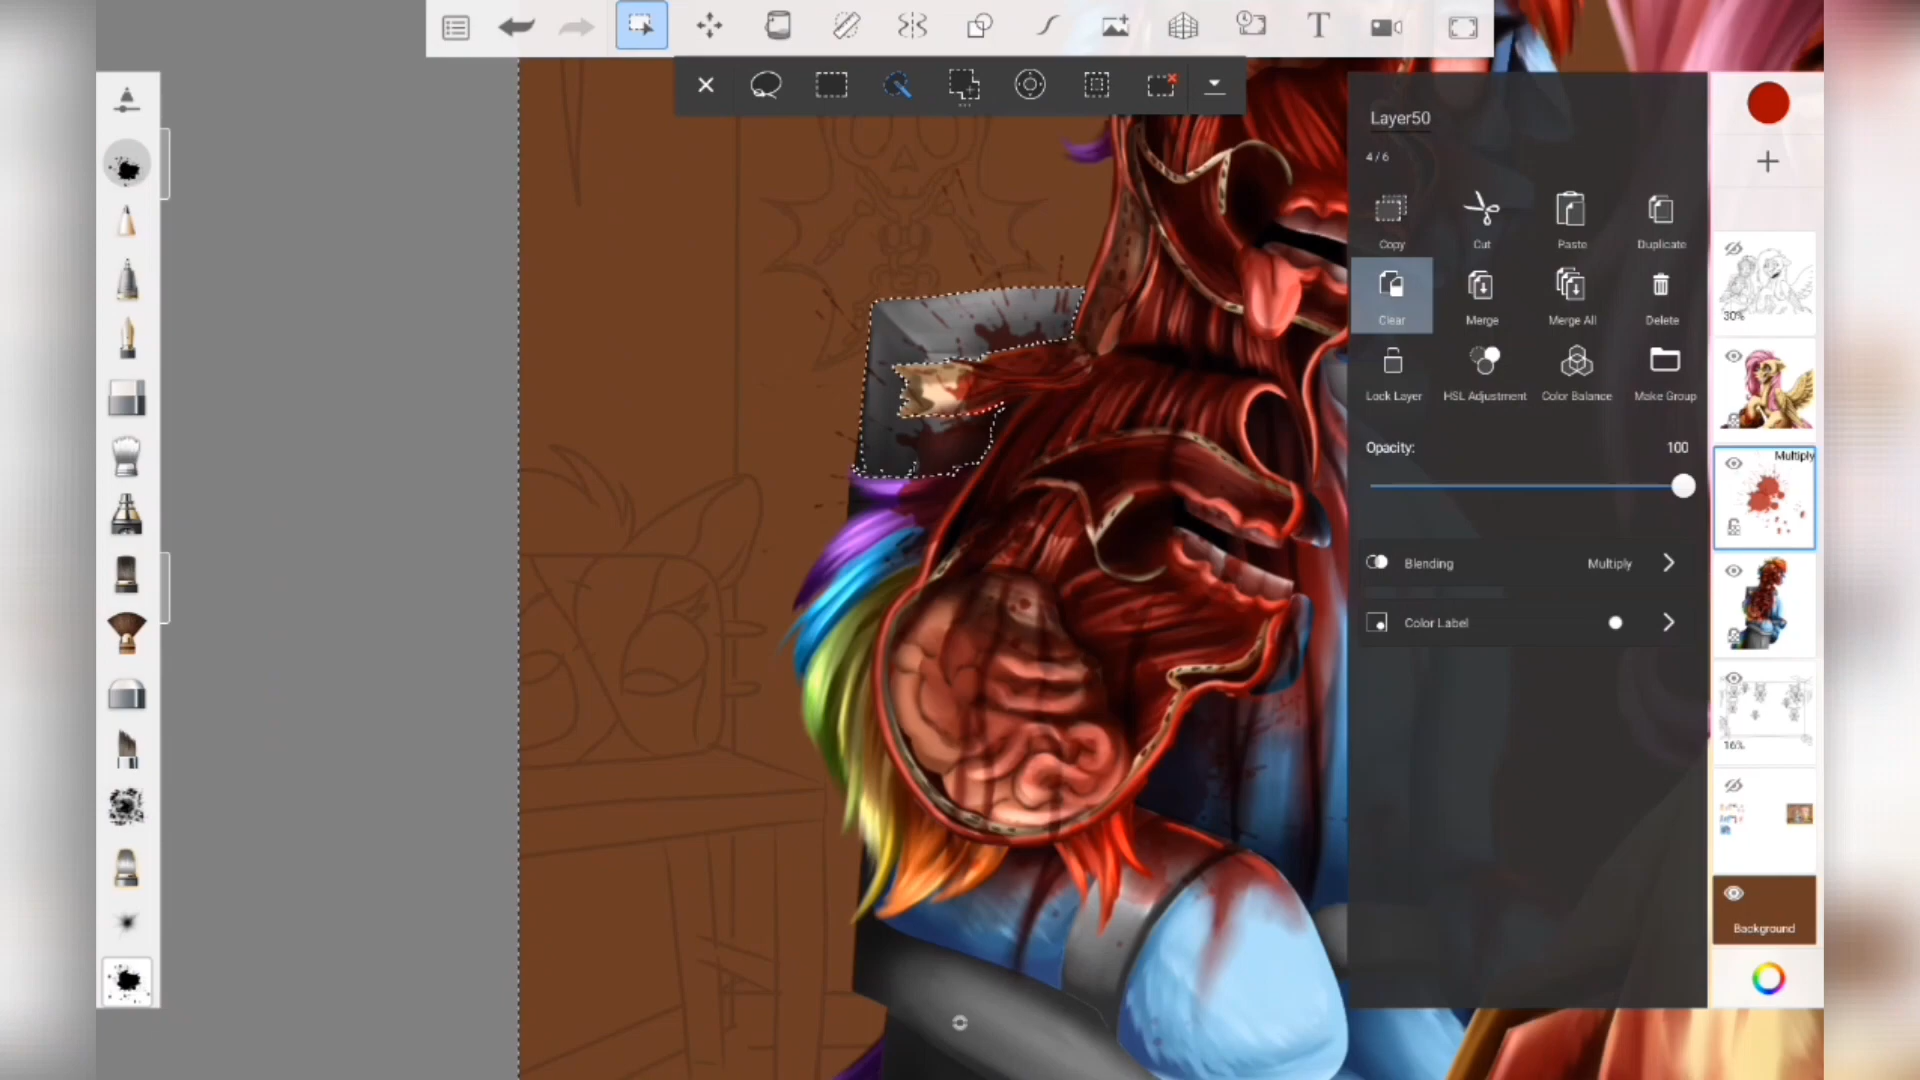 Layer50
4/6
Copy Cut Paste Duplicate
Clear Merge Merge All Delete
Lock Layer HSL Adjustment Color Balance Make Group
Opacity: 100
Blending Multiply
Color Label
30%
Multiply
16%
Background